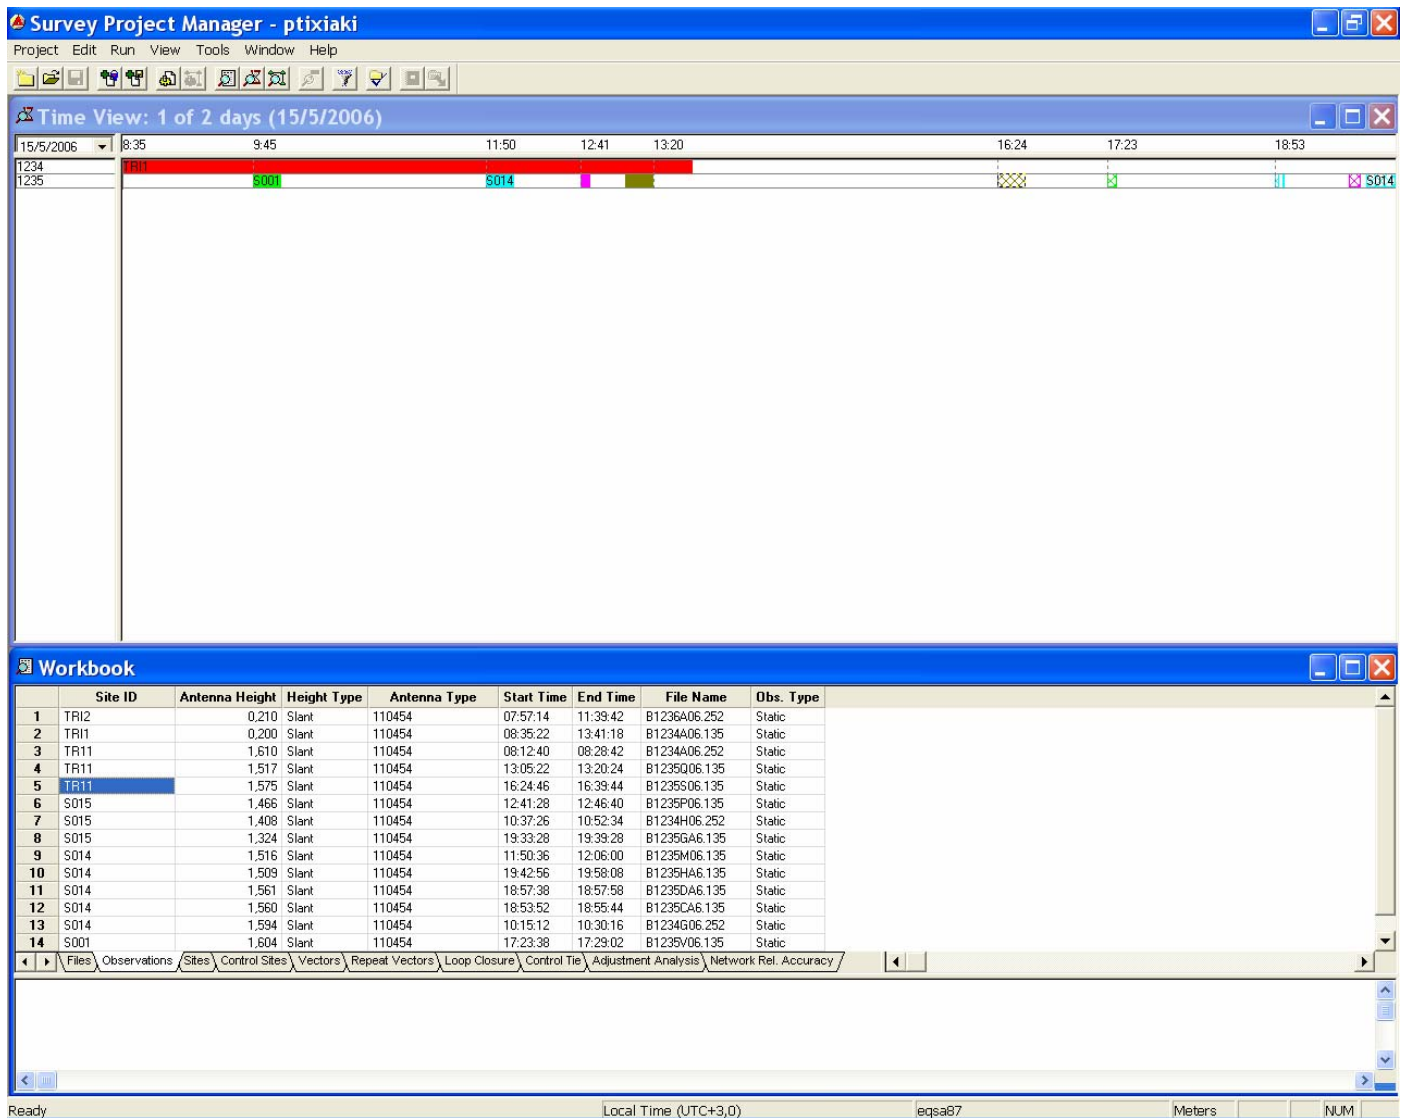 Survey Project Manager - ptixiaki
Project Edit Run View Tools Window Help
Time View: 1 of 2 days (15/5/2006)
15/5/2006 8:35 9:45 11:50 12:41 13:20 16:24 17:23 18:53
1234 TRI1
1235 S001 S014 S014
Workbook
Site ID Antenna Height Height Type Antenna Type Start Time End Time File Name Obs. Type
1 TRI2 0,210 Slant 110454 07:57:14 11:39:42 B1236A06.252 Static
2 TRI1 0,200 Slant 110454 08:35:22 13:41:18 B1234A06.135 Static
3 TR11 1,610 Slant 110454 08:12:40 08:28:42 B1234A06.252 Static
4 TR11 1,517 Slant 110454 13:05:22 13:20:24 B1235Q06.135 Static
5 TR11 1,575 Slant 110454 16:24:46 16:39:44 B1235S06.135 Static
6 S015 1,466 Slant 110454 12:41:28 12:46:40 B1235P06.135 Static
7 S015 1,408 Slant 110454 10:37:26 10:52:34 B1234H06.252 Static
8 S015 1,324 Slant 110454 19:33:28 19:39:28 B1235GA6.135 Static
9 S014 1,516 Slant 110454 11:50:36 12:06:00 B1235M06.135 Static
10 S014 1,509 Slant 110454 19:42:56 19:58:08 B1235HA6.135 Static
11 S014 1,561 Slant 110454 18:57:38 18:57:58 B1235DA6.135 Static
12 S014 1,560 Slant 110454 18:53:52 18:55:44 B1235CA6.135 Static
13 S014 1,594 Slant 110454 10:15:12 10:30:16 B1234G06.252 Static
14 S001 1,604 Slant 110454 17:23:38 17:29:02 B1235V06.135 Static
Files Observations Sites Control Sites Vectors Repeat Vectors Loop Closure Control Tie Adjustment Analysis Network Rel. Accuracy
Ready Local Time (UTC+3,0) eqsa87 Meters NUM